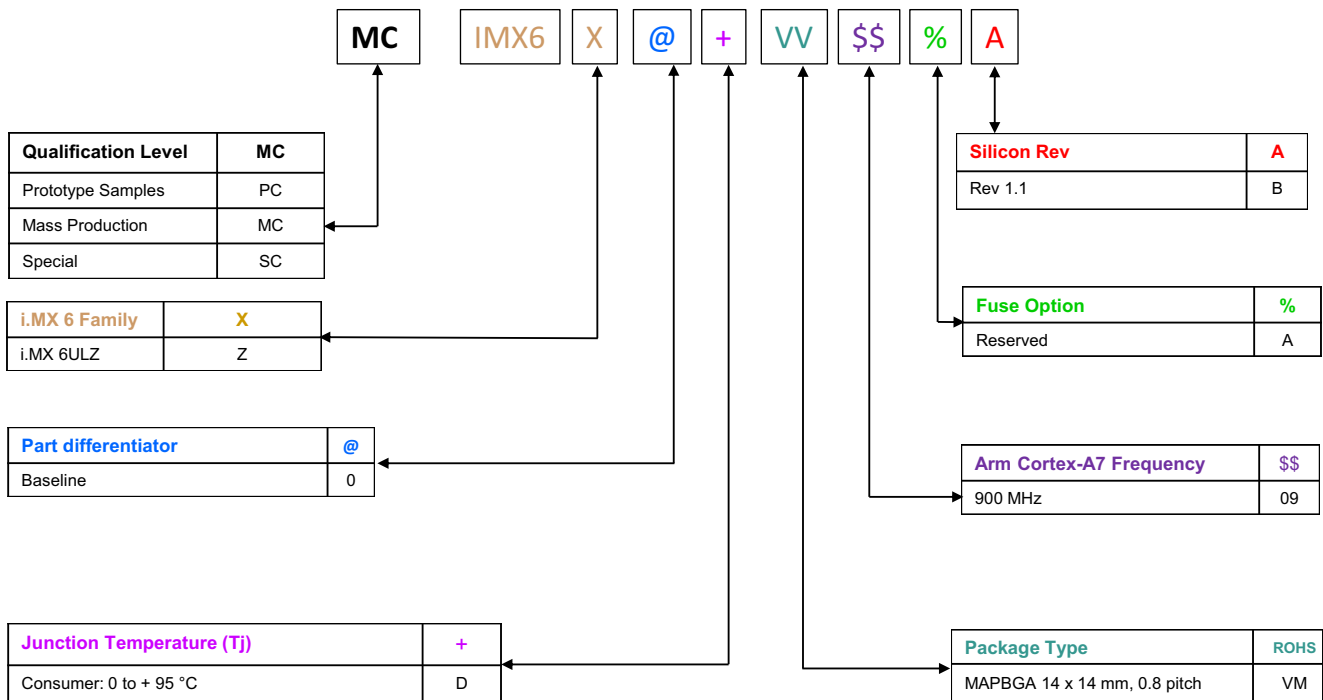 MC IMX6 X @ + VV $$ % A
Qualification Level MC
Prototype Samples PC
Mass Production MC
Special SC
Silicon Rev A
Rev 1.1 B
i.MX 6 Family X
i.MX 6ULZ Z
Fuse Option %
Reserved A
Part differentiator @
Baseline 0
Arm Cortex-A7 Frequency $$
900 MHz 09
Junction Temperature (Tj) +
Consumer: 0 to + 95 °C D
Package Type ROHS
MAPBGA 14 x 14 mm, 0.8 pitch VM